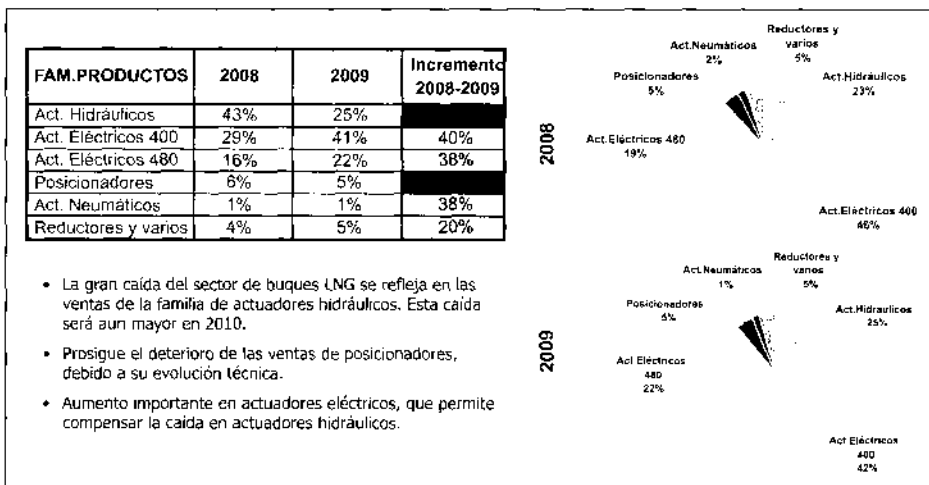 FAM.PRODUCTOS 2008 2009 Incremento 2008-2009
Act. Hidráulicos 43% 25%
Act. Eléctricos 400 29% 41% 40%
Act. Eléctricos 480 16% 22% 38%
Posicionadores 6% 5%
Act. Neumáticos 1% 1% 38%
Reductores y varios 4% 5% 20%
• La gran caída del sector de buques LNG se refleja en las
ventas de la familia de actuadores hidráulicos. Esta caída
será aun mayor en 2010.
• Prosigue el deterioro de las ventas de posicionadores,
debido a su evolución técnica.
• Aumento importante en actuadores eléctricos, que permite
compensar la caída en actuadores hidráulicos.
2008
Reductores y
varios
5%
Act.Neumáticos
2%
Act.Hidráulicos
23%
Posicionadores
5%
Act.Eléctricos 480
19%
Act.Eléctricos 400
46%
2009
Reductores y
varios
5%
Act.Neumáticos
1%
Act.Hidraulicos
25%
Posicionadores
5%
Act Eléctricos
480
22%
Act Eléctricos
400
42%